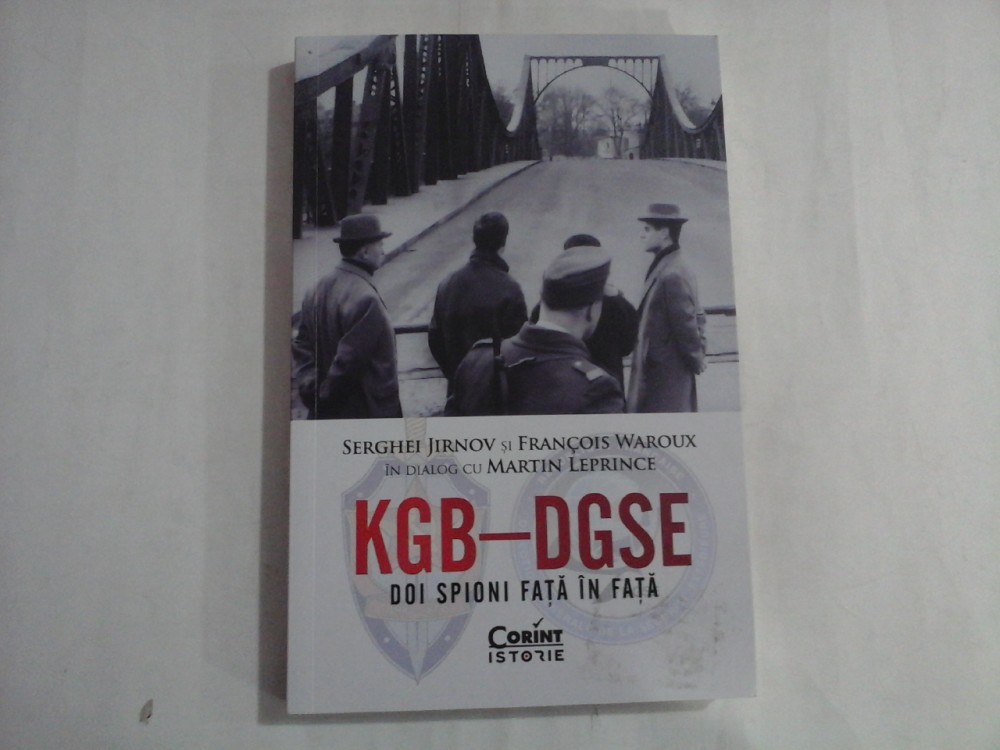 SERGHEI JIRNOV ȘI FRANÇOIS WAROUX
ÎN DIALOG CU MARTIN LEPRINCE
KGB—DGSE
DOI SPIONI FAȚĂ ÎN FAȚĂ
CORINT
ISTORIE